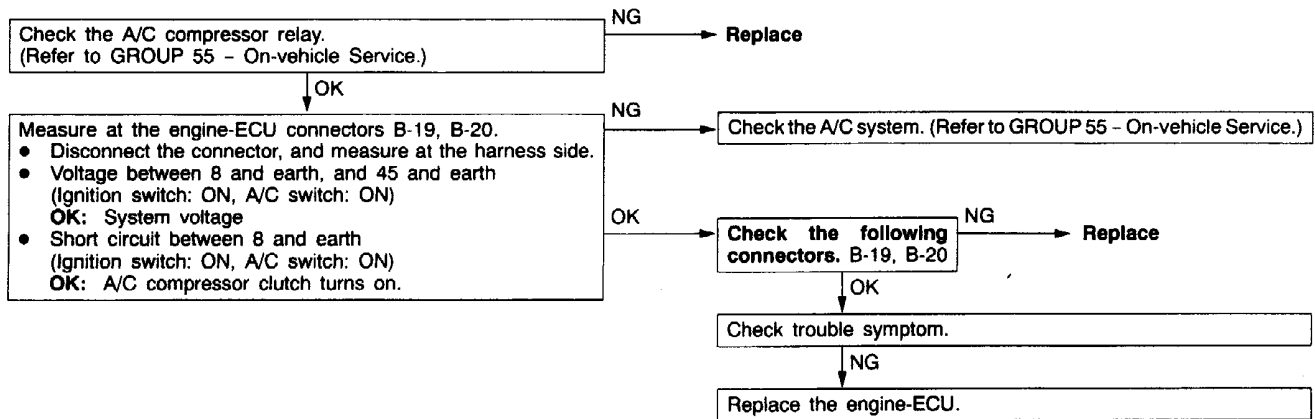 Check the A/C compressor relay.
(Refer to GROUP 55 – On-vehicle Service.)
NG
Replace
OK
Measure at the engine-ECU connectors B-19, B-20.
● Disconnect the connector, and measure at the harness side.
● Voltage between 8 and earth, and 45 and earth
(Ignition switch: ON, A/C switch: ON)
OK: System voltage
● Short circuit between 8 and earth
(Ignition switch: ON, A/C switch: ON)
OK: A/C compressor clutch turns on.
NG
Check the A/C system. (Refer to GROUP 55 – On-vehicle Service.)
OK
Check the following
connectors. B-19, B-20
NG
Replace
OK
Check trouble symptom.
NG
Replace the engine-ECU.